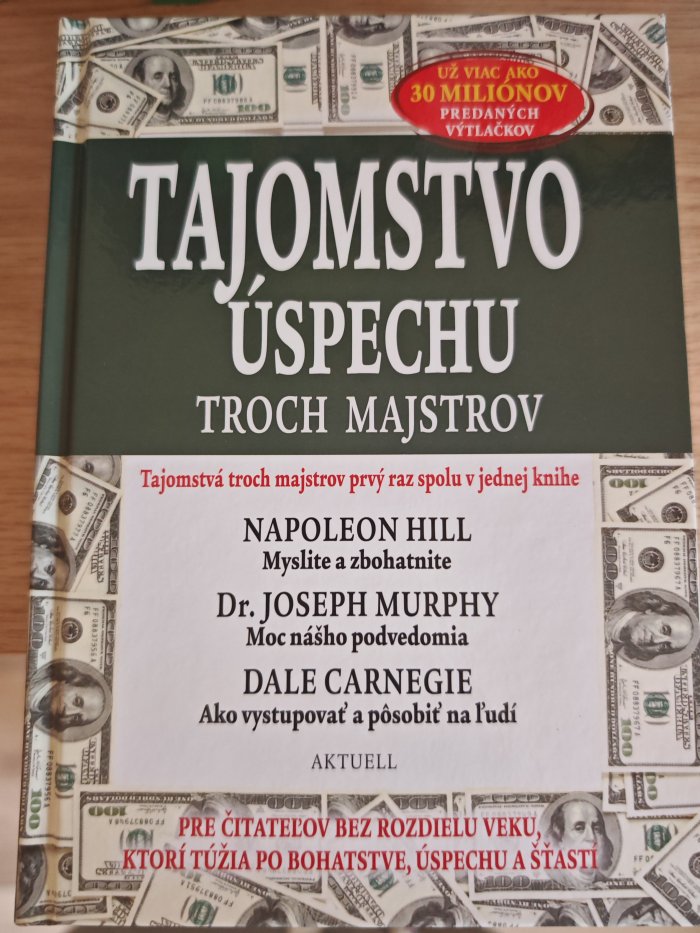 UŽ VIAC AKO
30 MILIÓNOV
PREDANÝCH
VÝTLAČKOV
TAJOMSTVO
ÚSPECHU
TROCH MAJSTROV
Tajomstvá troch majstrov prvý raz spolu v jednej knihe
NAPOLEON HILL
Myslite a zbohatnite
Dr. JOSEPH MURPHY
Moc nášho podvedomia
DALE CARNEGIE
Ako vystupovať a pôsobiť na ľudí
AKTUELL
PRE ČITATEĽOV BEZ ROZDIELU VEKU,
KTORÍ TÚŽIA PO BOHATSTVE, ÚSPECHU A ŠŤASTÍ